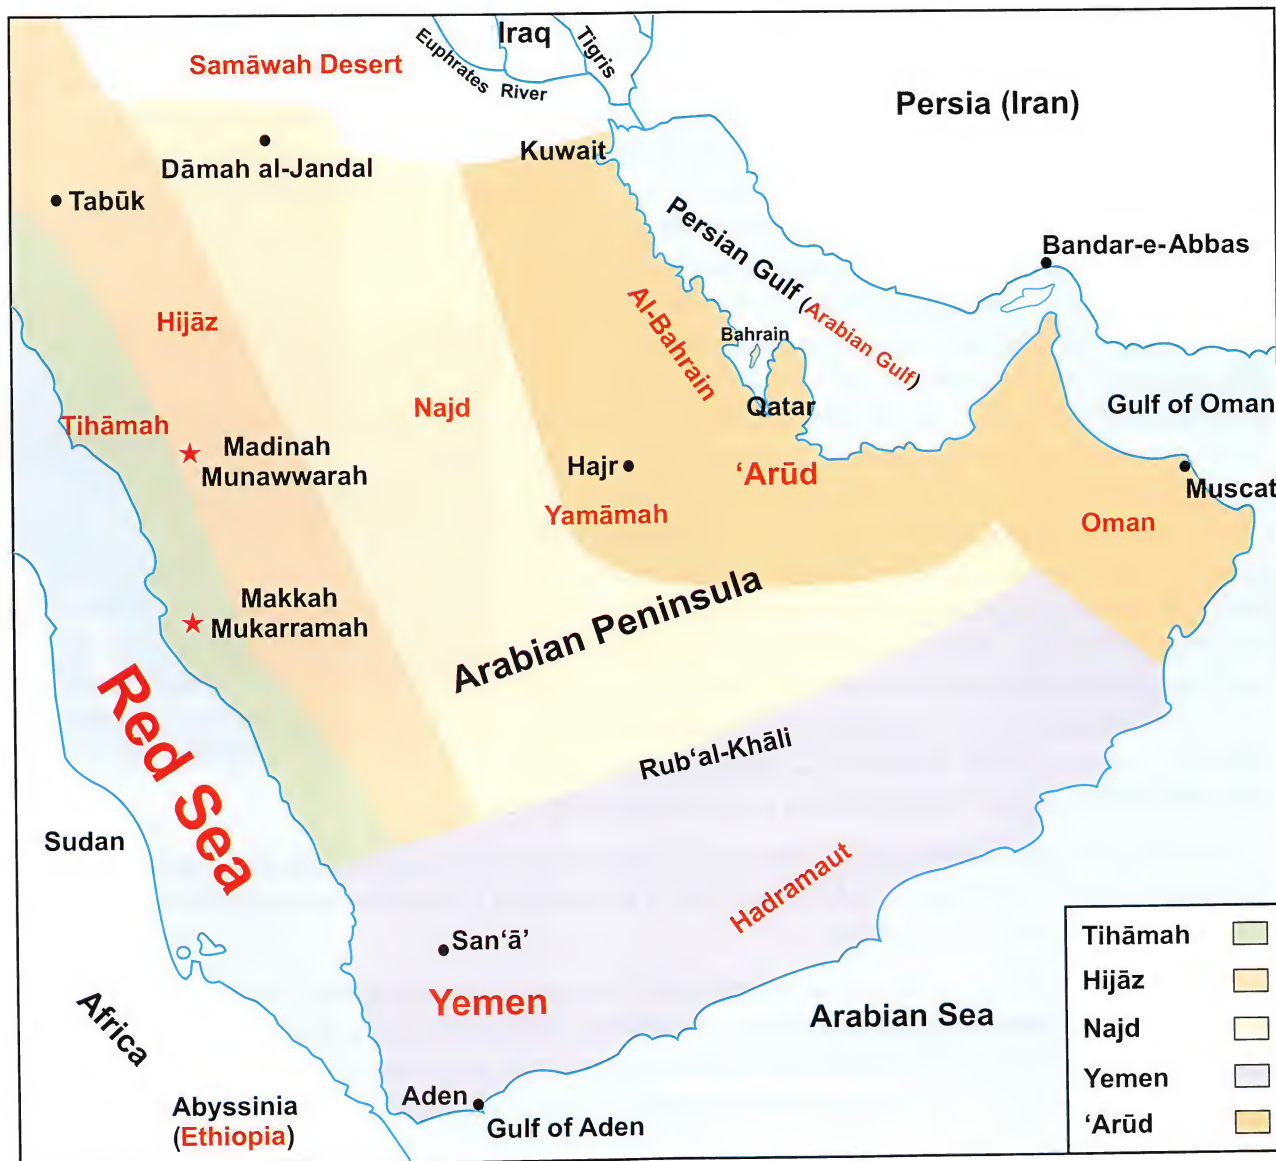 Iraq
Euphrates River
Tigris
Samāwah Desert
Persia (Iran)
Dāmah al-Jandal
Kuwait
Tabūk
Persian Gulf (Arabian Gulf)
Bandar-e-Abbas
Hijāz
Al-Bahrain
Bahrain
Najd
Qatar
Gulf of Oman
Tihāmah
Madinah
Munawwarah
Hajr
‘Arūd
Muscat
Yamāmah
Oman
Makkah
Mukarramah
Arabian Peninsula
Red Sea
Rub‘al-Khāli
Sudan
Hadramaut
San‘ā’
Yemen
Arabian Sea
Africa
Aden
Gulf of Aden
Abyssinia
(Ethiopia)
Tihāmah
Hijāz
Najd
Yemen
‘Arūd